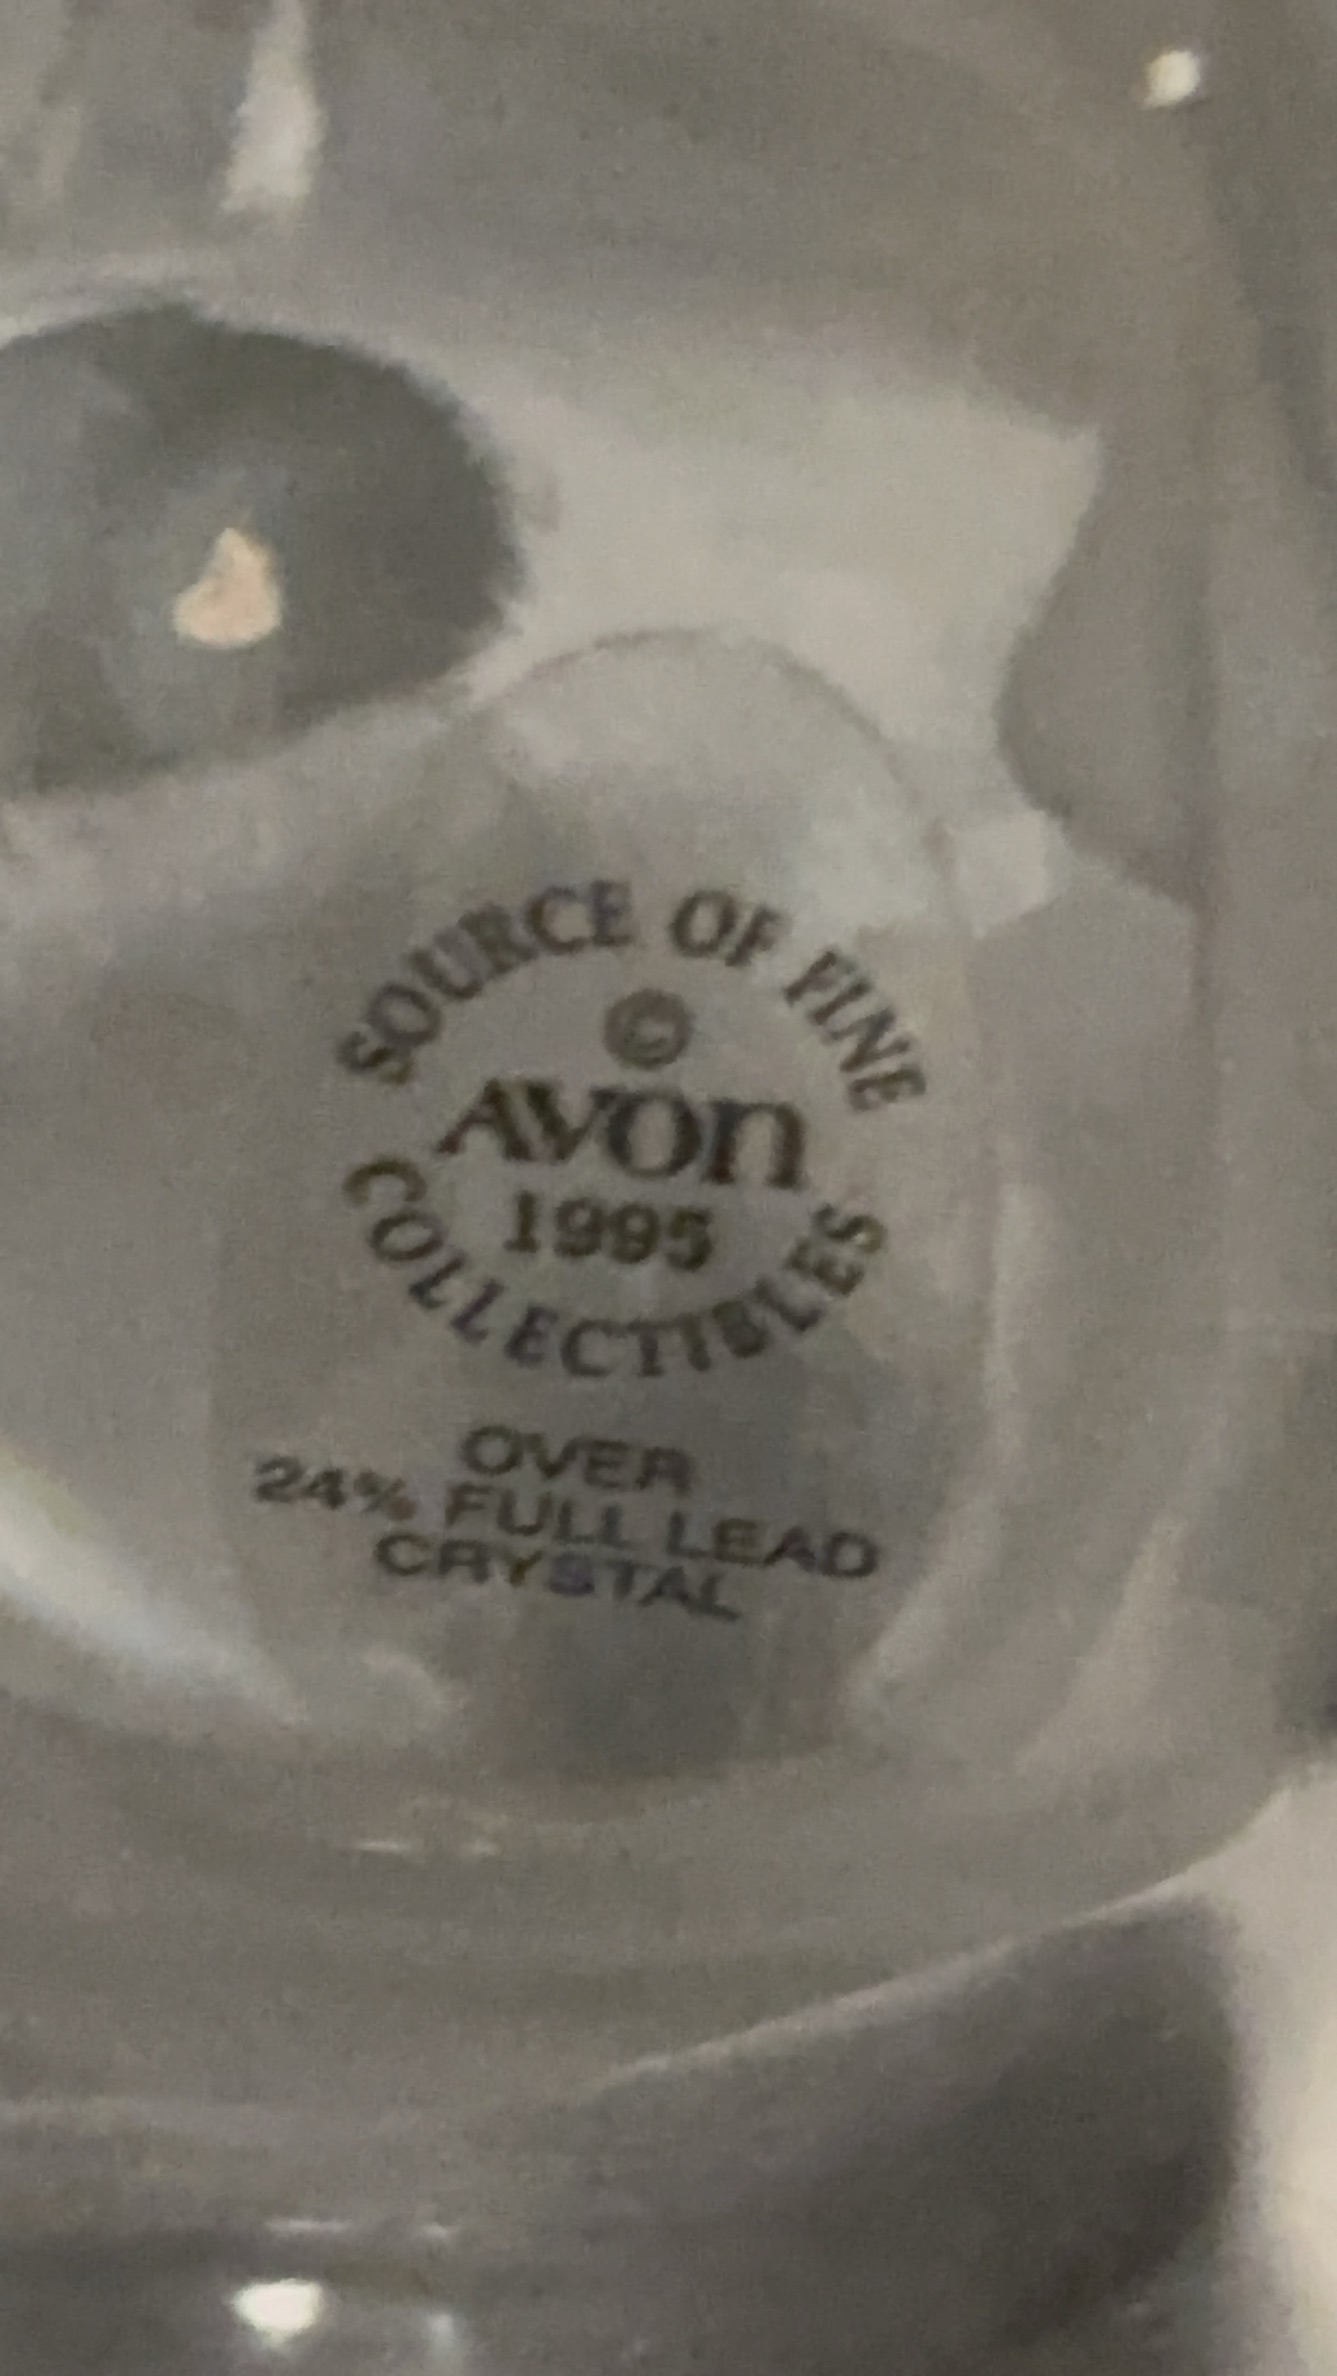 SOURCE OF FINE
©
AVON
1995
COLLECTIBLES
OVER
24% FULL LEAD
CRYSTAL